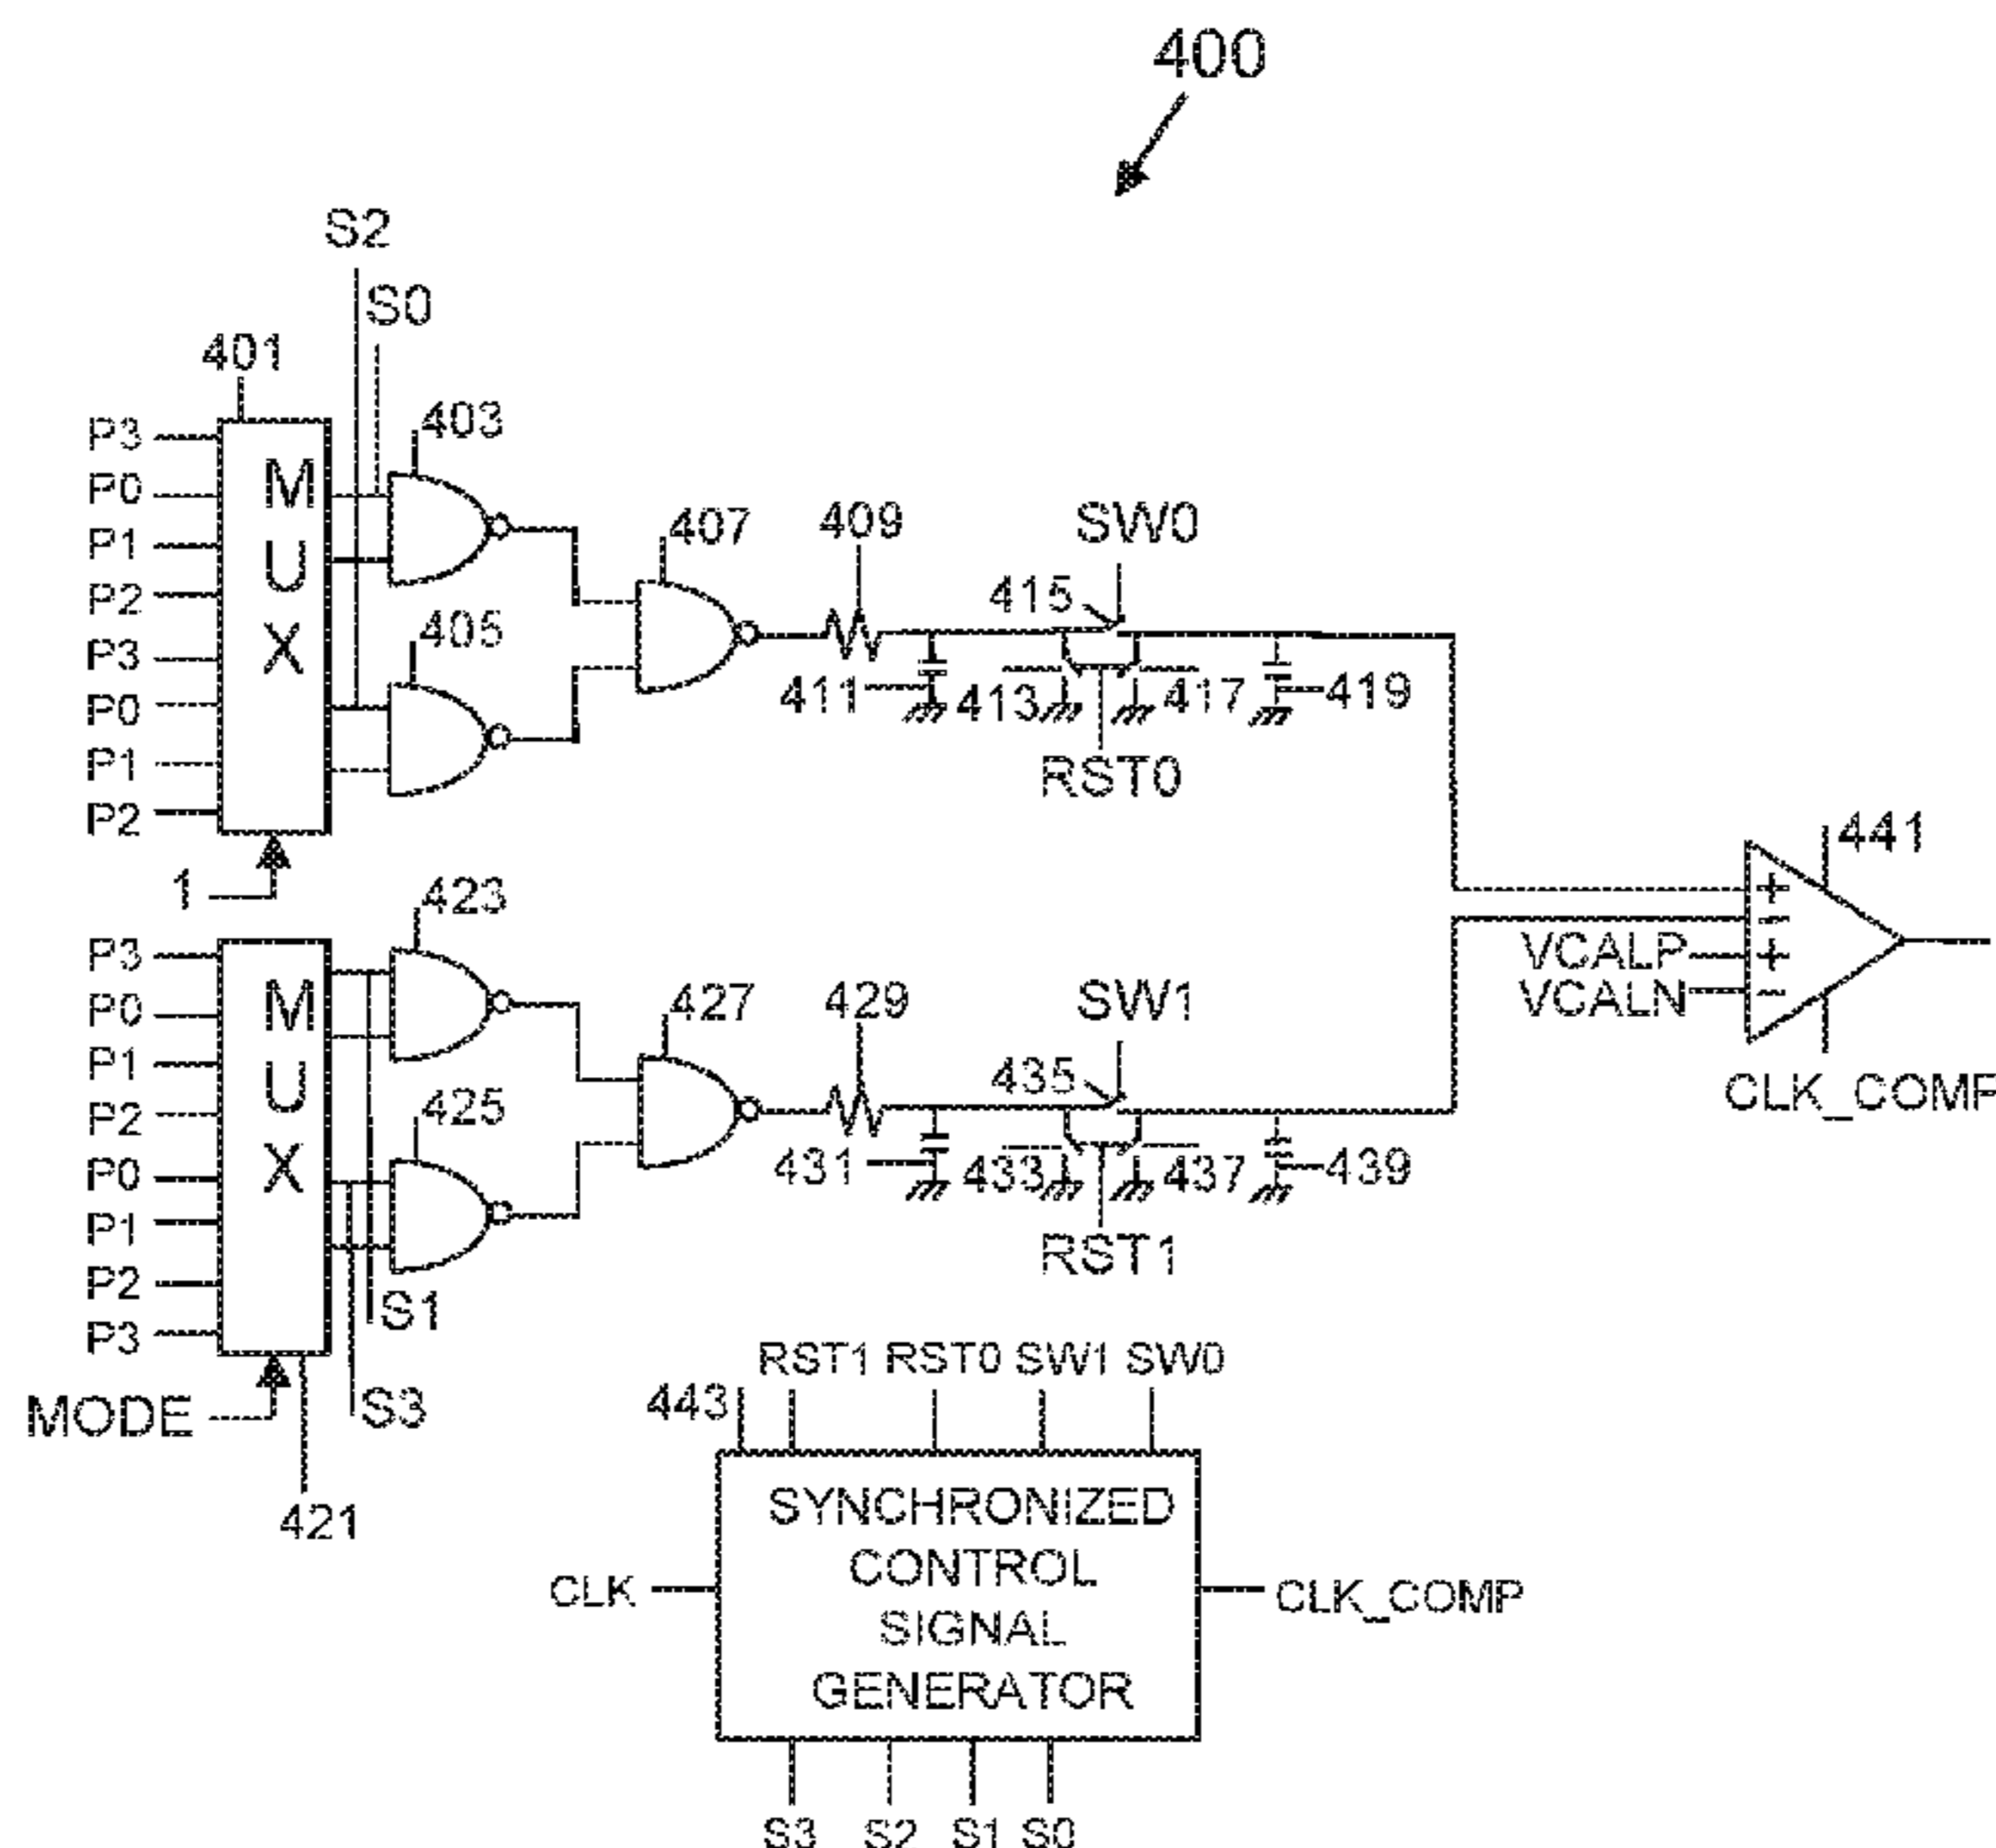 400
S2
S0
401
403
P3
P0
P1
P2
P3
P0
P1
P2
M
U
X
405
407
409
SW0
415
411
413
417
419
RST0
1
441
+
-
VCALP +
VCALN -
CLK_COMP
423
P3
P0
P1
P2
P0
P1
P2
P3
M
U
X
425
427
429
SW1
435
431
433
437
439
RST1
S1
S3
MODE
421
443
RST1 RST0 SW1 SW0
SYNCHRONIZED
CONTROL
SIGNAL
GENERATOR
CLK
CLK_COMP
S3 S2 S1 S0